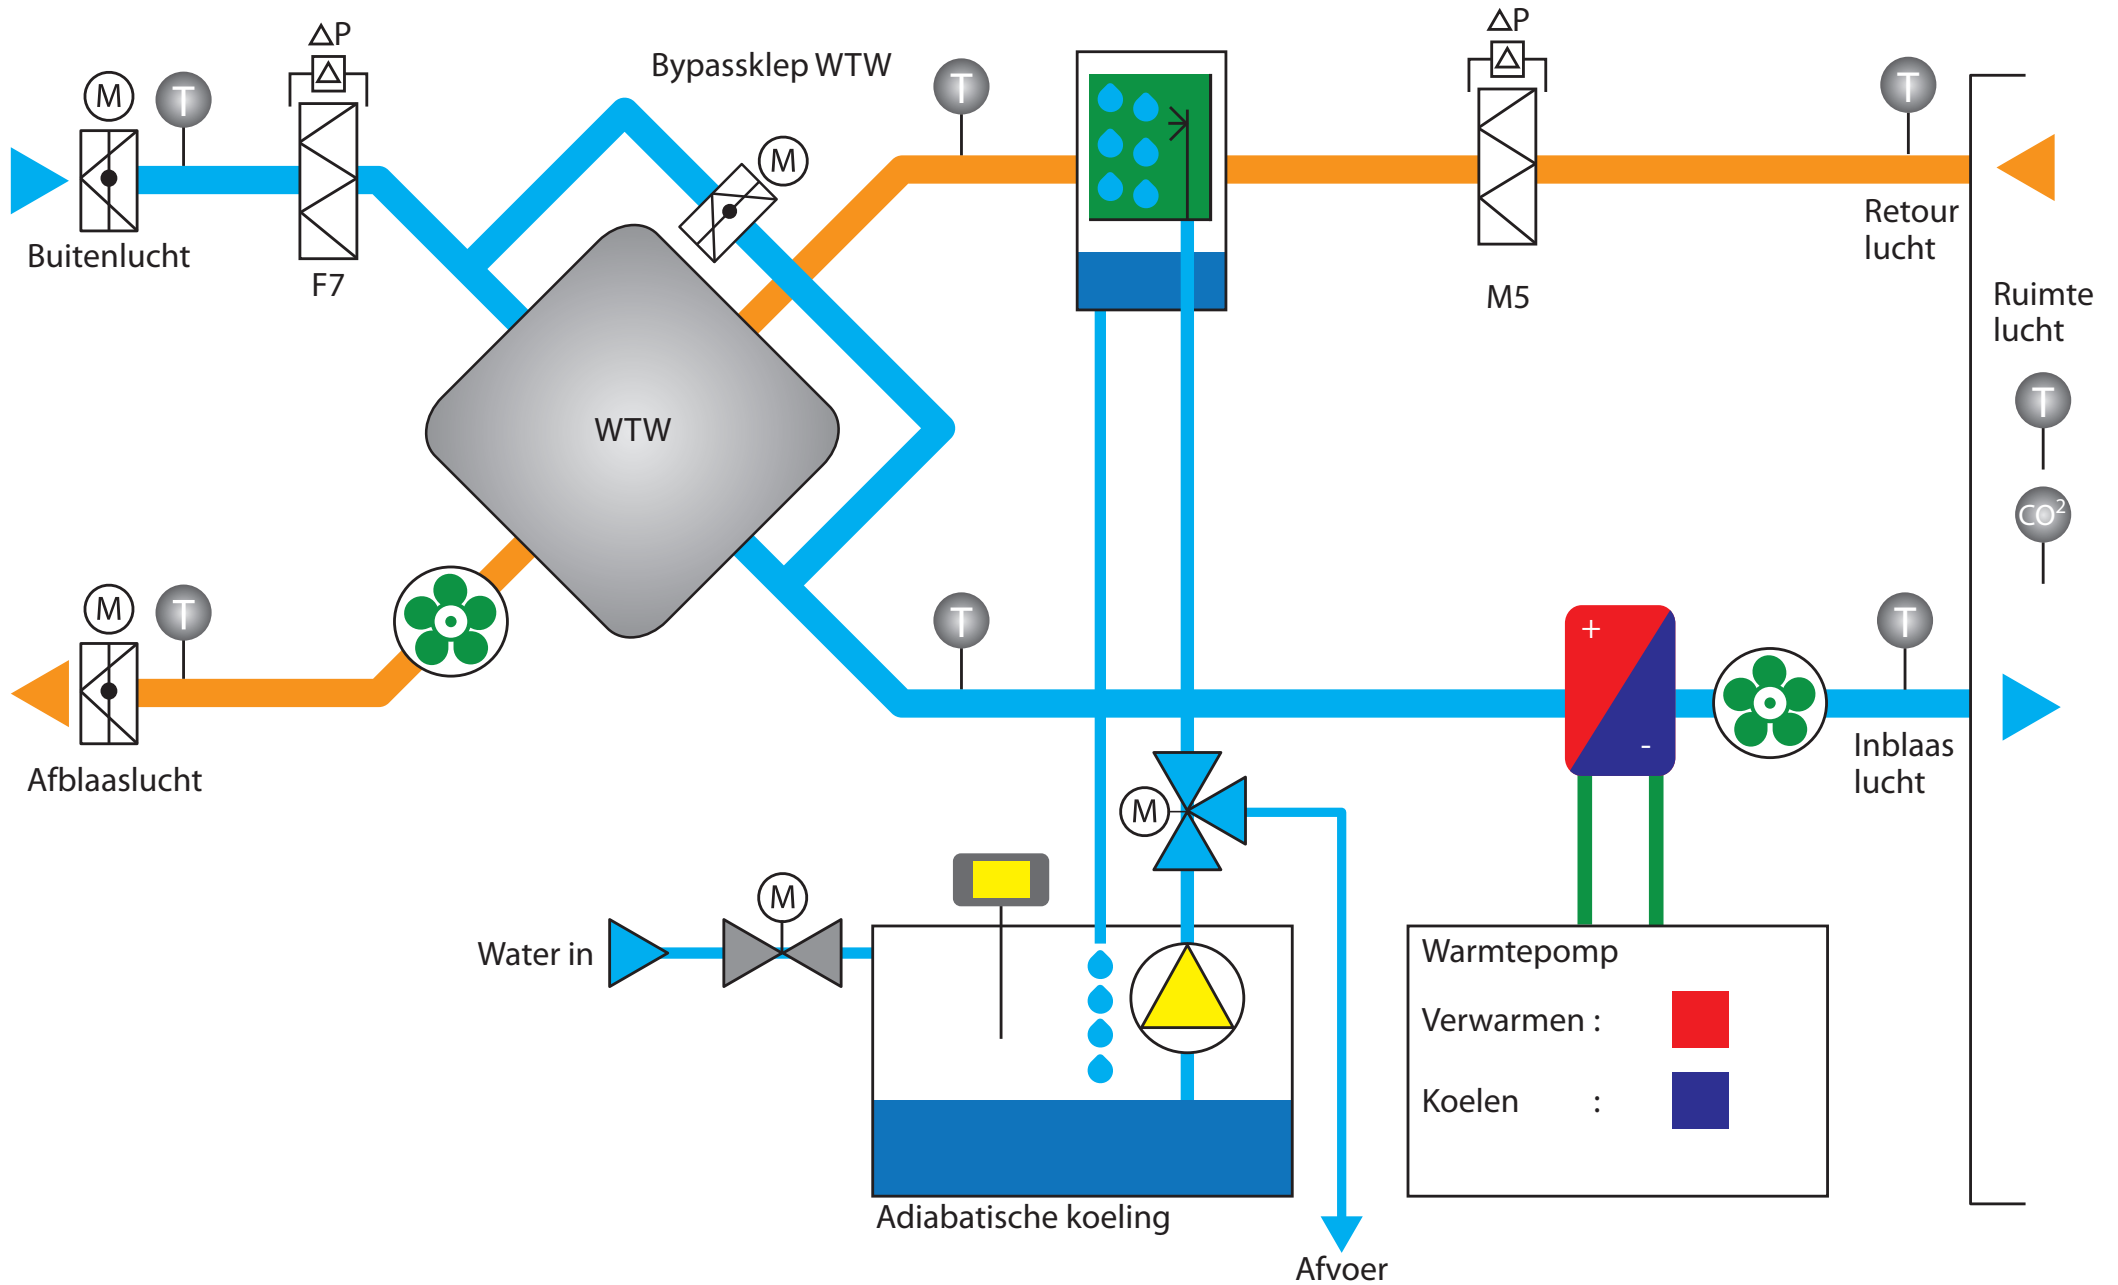 ΔP
ΔP
Bypassklep WTW
M
T
T
T
M
Buitenlucht
F7
M5
Retour
lucht
Ruimte
lucht
WTW
T
CO²
M
T
T
T
+
-
Afblaaslucht
Inblaas
lucht
M
M
Water in
Warmtepomp
Verwarmen :
Koelen :
Adiabatische koeling
Afvoer